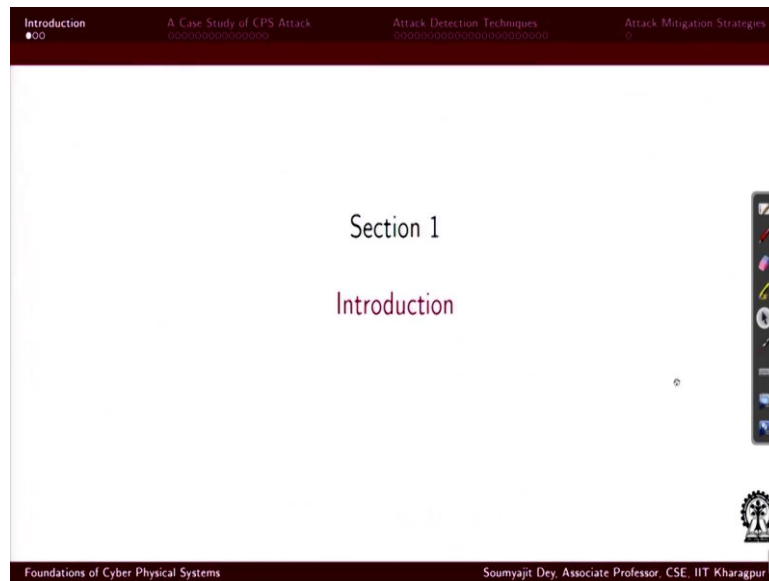 Introduction
A Case Study of CPS Attack
Attack Detection Techniques
Attack Mitigation Strategies
Section 1
Introduction
Foundations of Cyber Physical Systems
Soumyajit Dey, Associate Professor, CSE, IIT Kharagpur